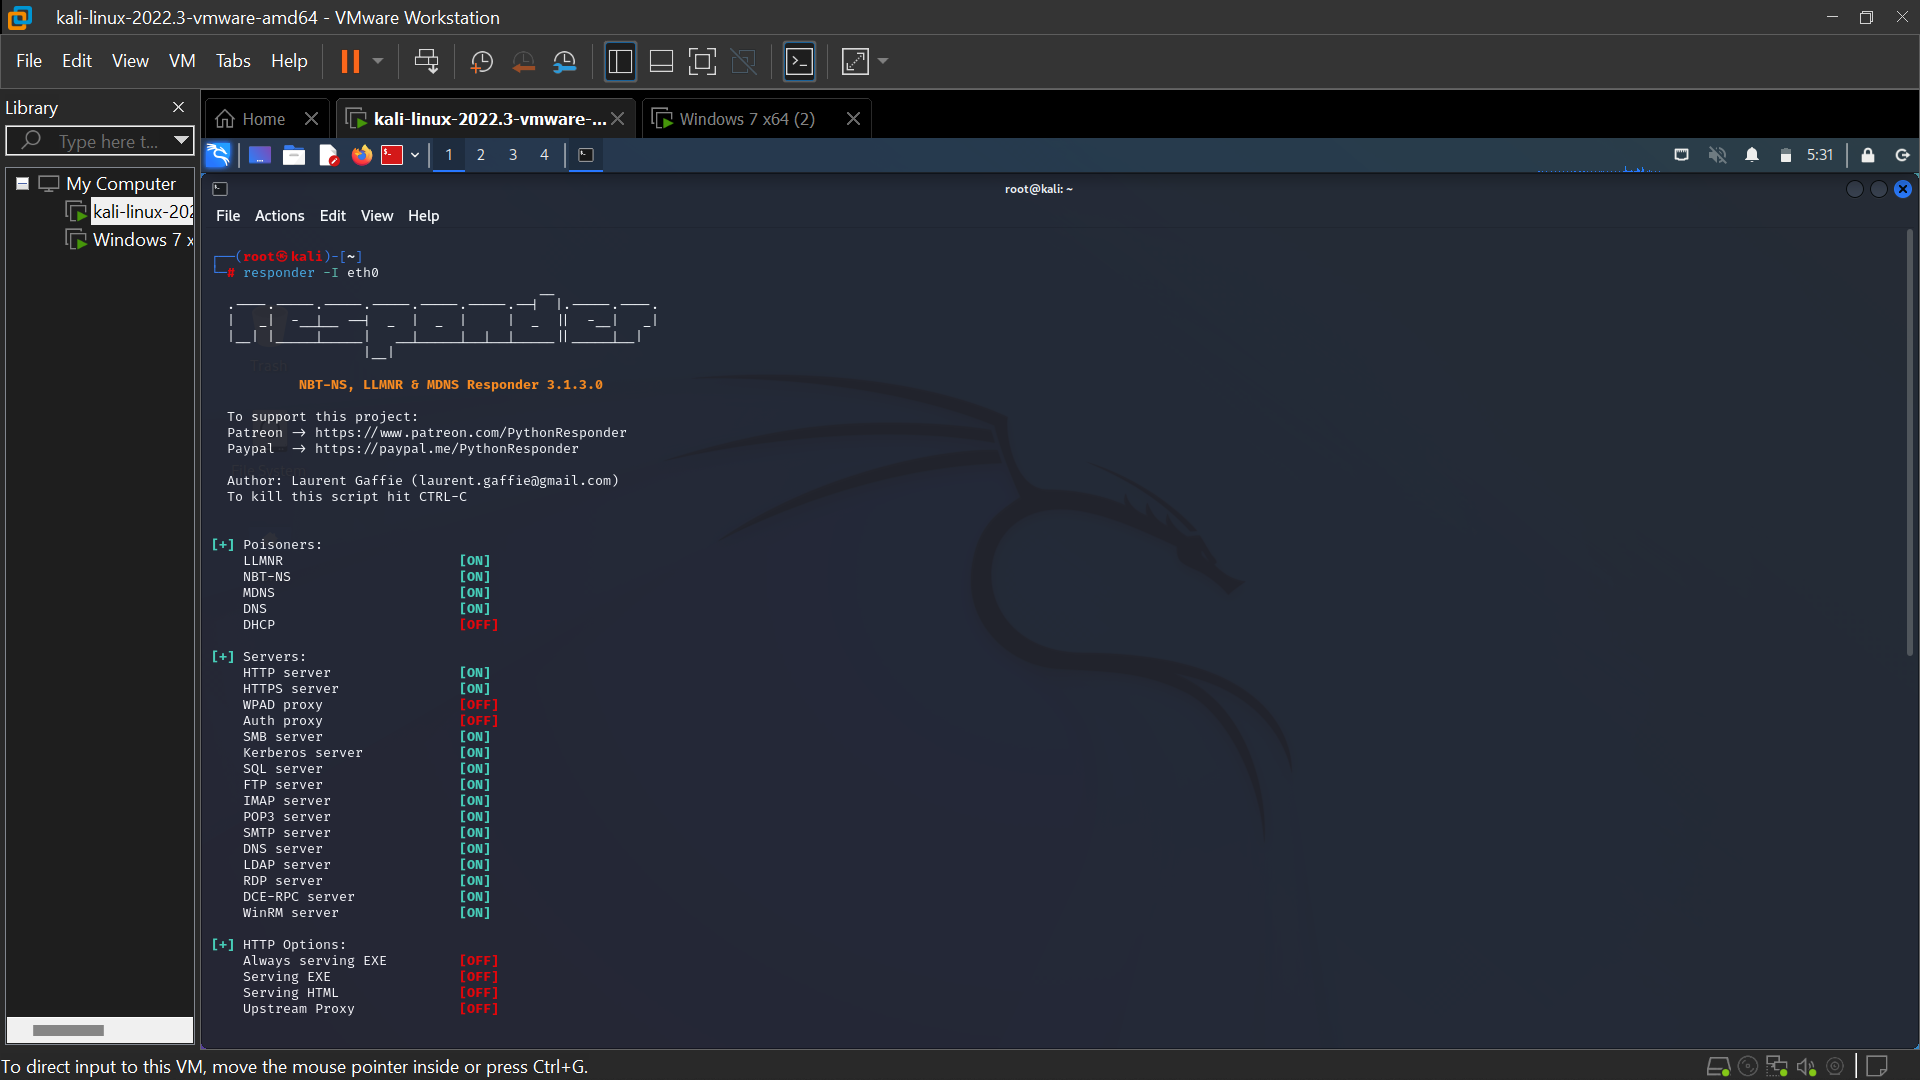 kali-linux-2022.3-vmware-amd64 - VMware Workstation
File Edit View VM Tabs Help
Library
Type here t...
My Computer
kali-linux-202
Windows 7 x
Home
kali-linux-2022.3-vmware-...
Windows 7 x64 (2)
1 2 3 4
5:31
root@kali: ~
File Actions Edit View Help
(root㉿kali)-[~]
# responder -I eth0
NBT-NS, LLMNR & MDNS Responder 3.1.3.0
To support this project:
Patreon -> https://www.patreon.com/PythonResponder
Paypal -> https://paypal.me/PythonResponder
Author: Laurent Gaffie (laurent.gaffie@gmail.com)
To kill this script hit CTRL-C
[+] Poisoners:
LLMNR [ON]
NBT-NS [ON]
MDNS [ON]
DNS [ON]
DHCP [OFF]
[+] Servers:
HTTP server [ON]
HTTPS server [ON]
WPAD proxy [OFF]
Auth proxy [OFF]
SMB server [ON]
Kerberos server [ON]
SQL server [ON]
FTP server [ON]
IMAP server [ON]
POP3 server [ON]
SMTP server [ON]
DNS server [ON]
LDAP server [ON]
RDP server [ON]
DCE-RPC server [ON]
WinRM server [ON]
[+] HTTP Options:
Always serving EXE [OFF]
Serving EXE [OFF]
Serving HTML [OFF]
Upstream Proxy [OFF]
To direct input to this VM, move the mouse pointer inside or press Ctrl+G.